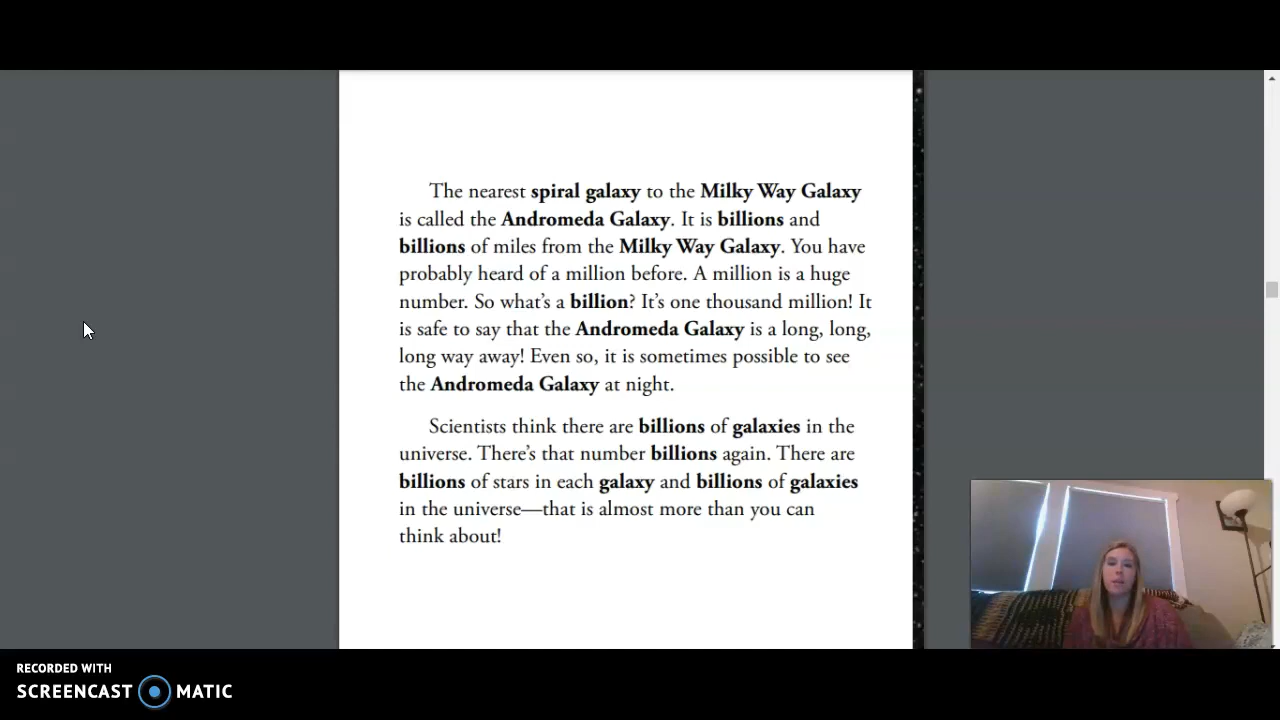 The nearest spiral galaxy to the Milky Way Galaxy
is called the Andromeda Galaxy. It is billions and
billions of miles from the Milky Way Galaxy. You have
probably heard of a million before. A million is a huge
number. So what's a billion? It's one thousand million! It
is safe to say that the Andromeda Galaxy is a long, long,
long way away! Even so, it is sometimes possible to see
the Andromeda Galaxy at night.
Scientists think there are billions of galaxies in the
universe. There's that number billions again. There are
billions of stars in each galaxy and billions of galaxies
in the universe—that is almost more than you can
think about!
RECORDED WITH
SCREENCAST MATIC